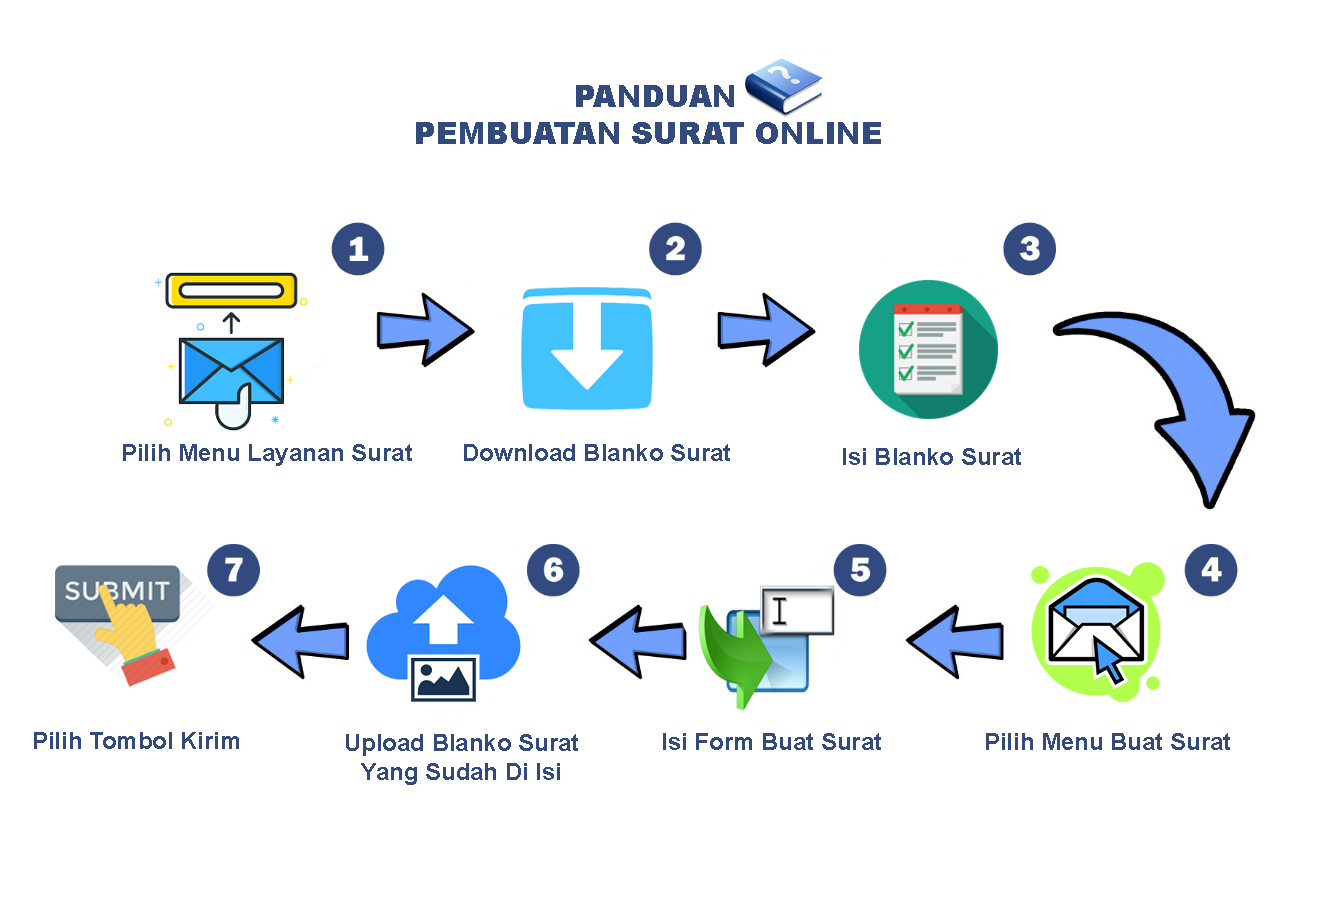 PANDUAN
PEMBUATAN SURAT ONLINE
1
Pilih Menu Layanan Surat
2
Download Blanko Surat
3
Isi Blanko Surat
4
Pilih Menu Buat Surat
5
Isi Form Buat Surat
6
Upload Blanko Surat
Yang Sudah Di Isi
7
SUBMIT
Pilih Tombol Kirim